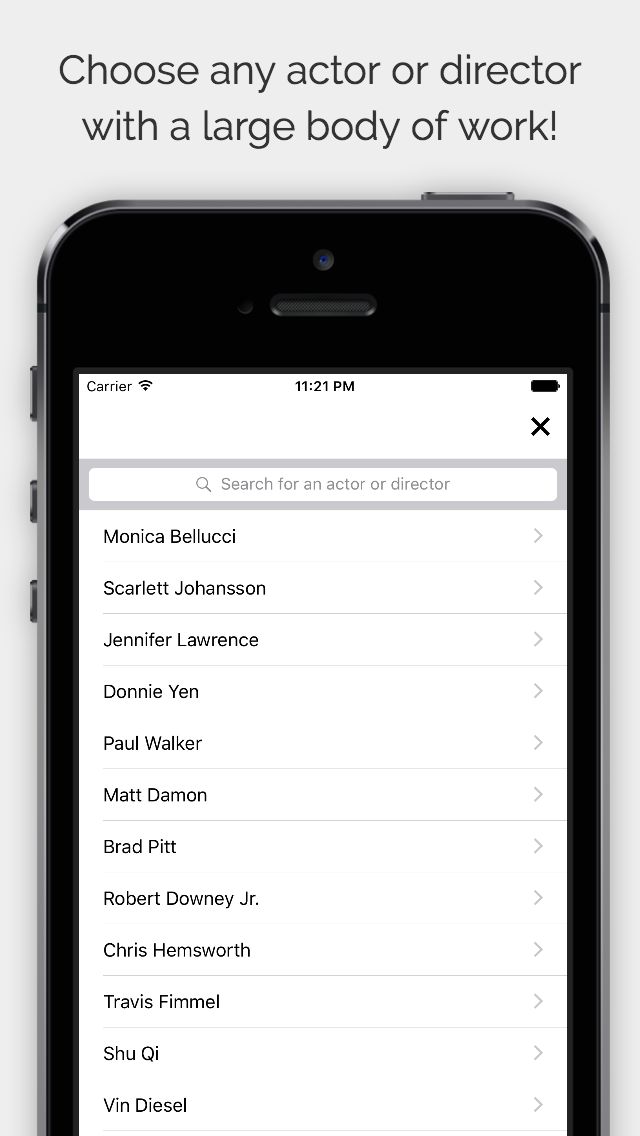 Choose any actor or director
with a large body of work!
Carrier 11:21 PM
Search for an actor or director
Monica Bellucci
Scarlett Johansson
Jennifer Lawrence
Donnie Yen
Paul Walker
Matt Damon
Brad Pitt
Robert Downey Jr.
Chris Hemsworth
Travis Fimmel
Shu Qi
Vin Diesel